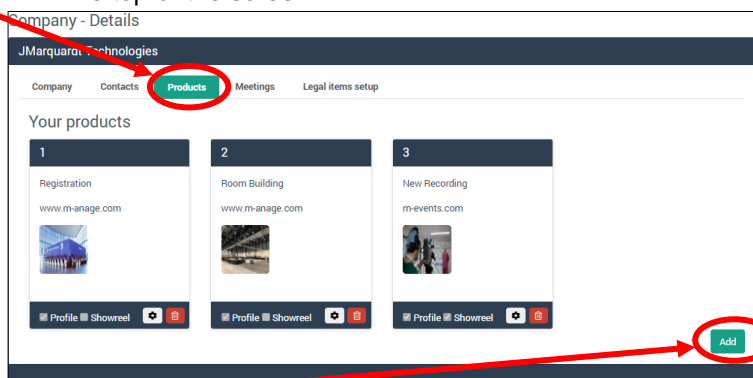 Company - Details
JMarquardt Technologies
Company Contacts Products Meetings Legal items setup
Your products
1 2 3
Registration Room Building New Recording
www.m-anage.com www.m-anage.com m-events.com
Profile Showreel Profile Showreel Profile Showreel
Add